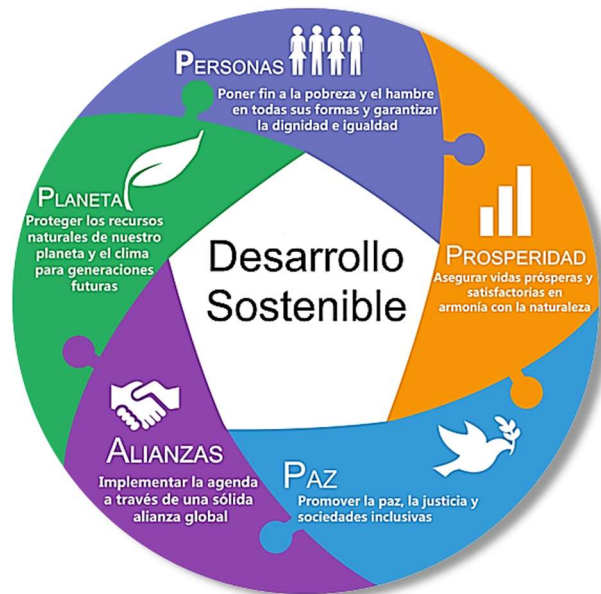 PERSONAS
Poner fin a la pobreza y el hambre
en todas sus formas y garantizar
la dignidad e igualdad
PLANETA
Proteger los recursos
naturales de nuestro
planeta y el clima
para generaciones
futuras
Desarrollo
Sostenible
PROSPERIDAD
Asegurar vidas prósperas y
satisfactorias en
armonía con la naturaleza
ALIANZAS
Implementar la agenda
a través de una sólida
alianza global
PAZ
Promover la paz, la justicia y
sociedades inclusivas